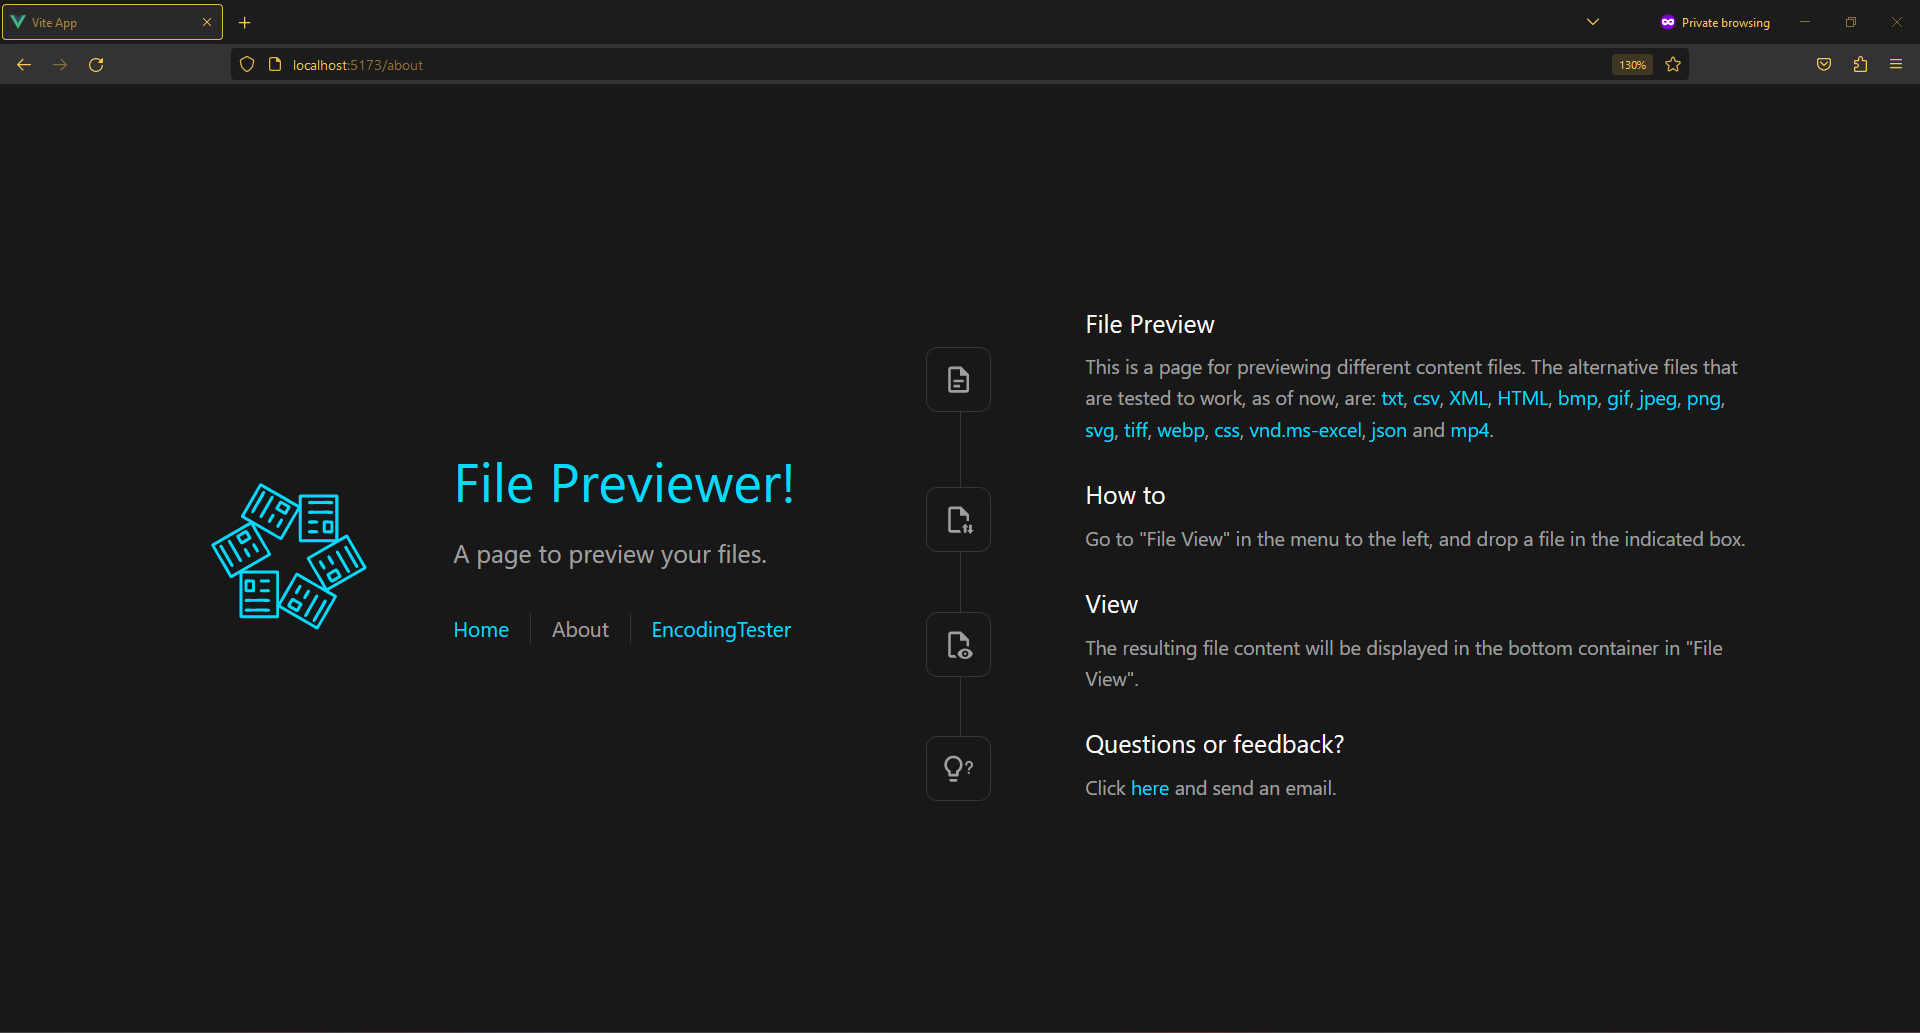 Vite App
Private browsing
localhost:5173/about
130%
File Previewer!
A page to preview your files.
Home
About
EncodingTester
File Preview
This is a page for previewing different content files. The alternative files that
are tested to work, as of now, are: txt, csv, XML, HTML, bmp, gif, jpeg, png,
svg, tiff, webp, css, vnd.ms-excel, json and mp4.
How to
Go to "File View" in the menu to the left, and drop a file in the indicated box.
View
The resulting file content will be displayed in the bottom container in "File
View".
?
Questions or feedback?
Click here and send an email.